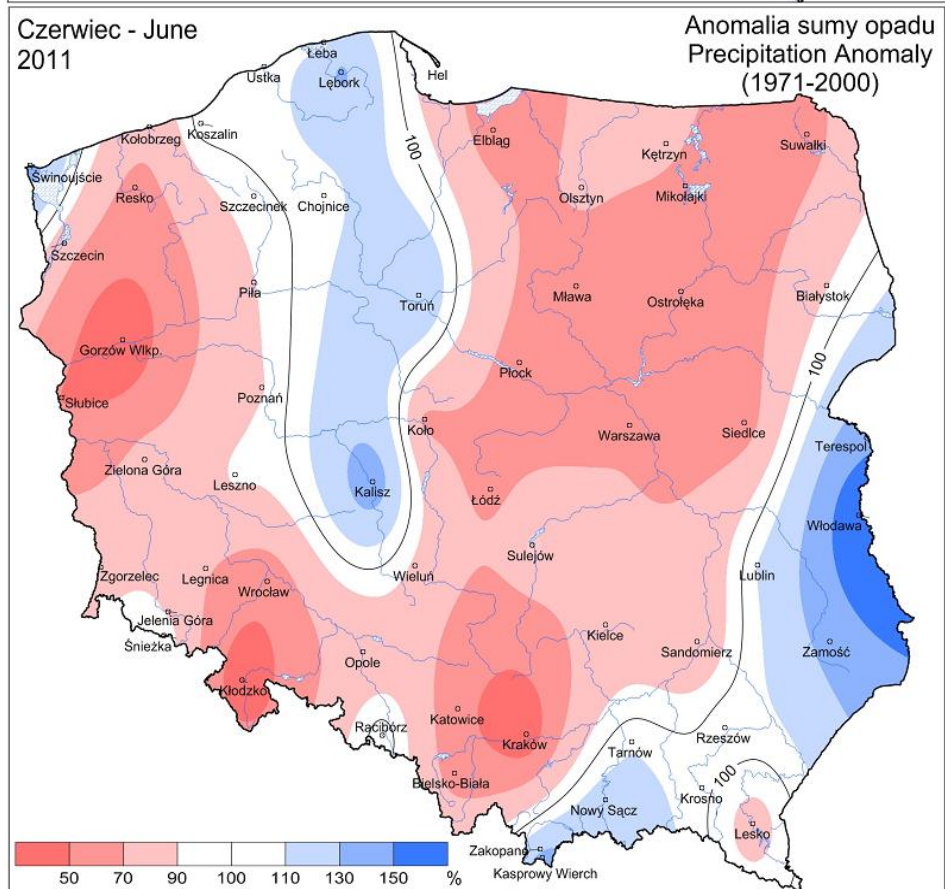 Czerwiec - June
2011
Anomalia sumy opadu
Precipitation Anomaly
(1971-2000)
Łeba
Ustka
Lębork
Hel
Kołobrzeg
Koszalin
100
Elbląg
Kętrzyn
Suwałki
Świnoujście
Resko
Szczecinek
Chojnice
Olsztyn
Mikołajki
Szczecin
Piła
Toruń
Mława
Ostrołęka
Białystok
Gorzów Wlkp.
Płock
100
Słubice
Poznań
Koło
Warszawa
Siedlce
Terespol
Zielona Góra
Leszno
Kalisz
Łódź
Włodawa
Sulejów
Zgorzelec
Legnica
Wrocław
Wieluń
Lublin
Jelenia Góra
Śnieżka
Kielce
Sandomierz
Zamość
Opole
Kłodzko
Racibórz
Katowice
Kraków
Tarnów
Rzeszów
Bielsko-Biała
100
Nowy Sącz
Krosno
Lesko
Zakopane
Kasprowy Wierch
50 70 90 100 110 130 150 %